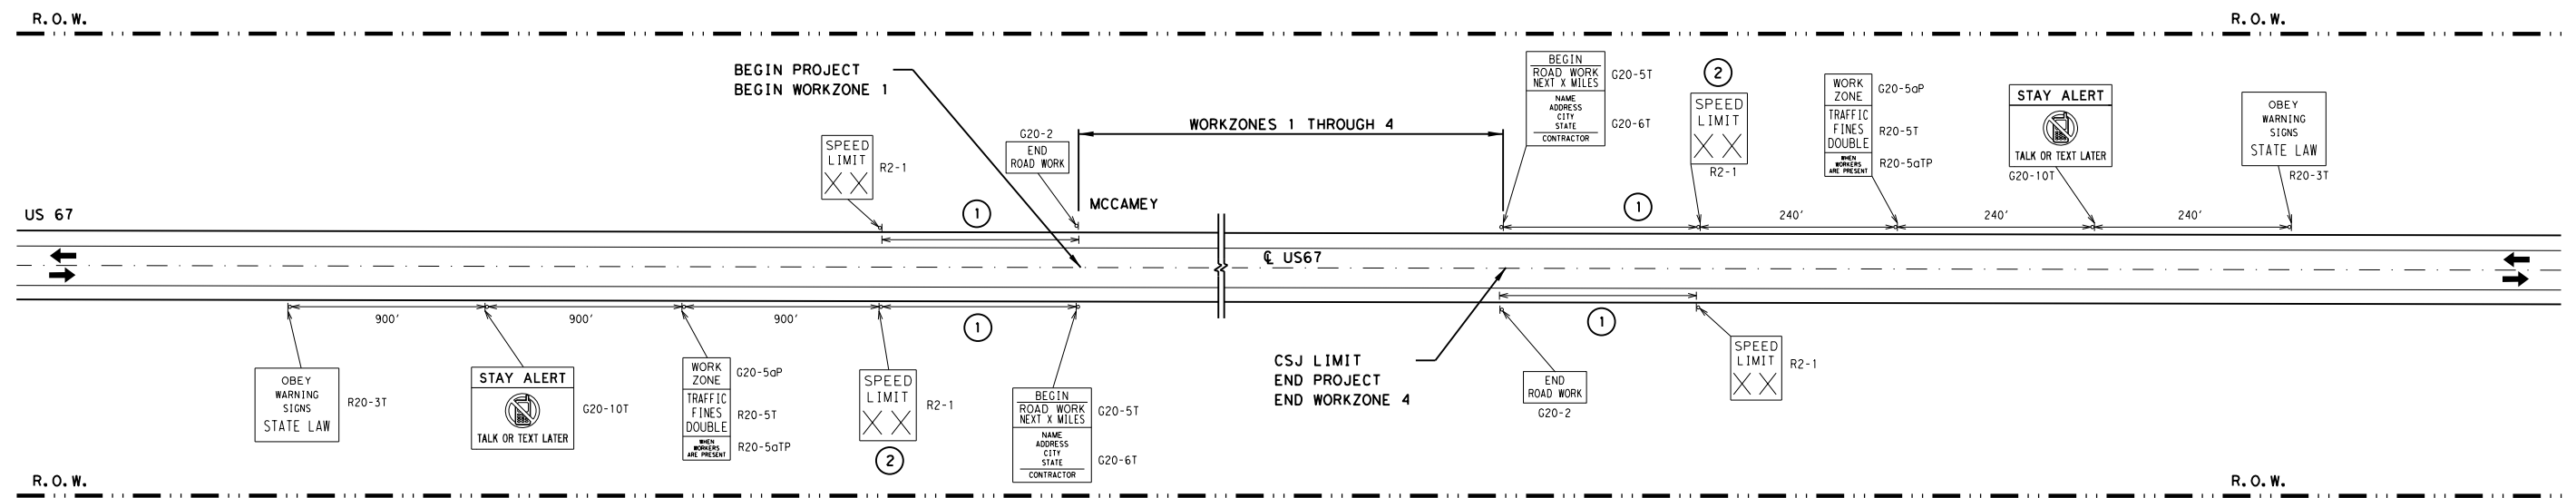 R.O.W.
R.O.W.
BEGIN PROJECT
BEGIN WORKZONE 1
SPEED
LIMIT
XX
R2-1
G20-2
END
ROAD WORK
WORKZONES 1 THROUGH 4
BEGIN
ROAD WORK
NEXT X MILES
G20-5T
NAME
ADDRESS
CITY
STATE
CONTRACTOR
G20-6T
2
SPEED
LIMIT
XX
R2-1
WORK
ZONE
G20-5aP
TRAFFIC
FINES
DOUBLE
R20-5T
WHEN
WORKERS
ARE PRESENT
R20-5aTP
STAY ALERT
TALK OR TEXT LATER
G20-10T
OBEY
WARNING
SIGNS
STATE LAW
R20-3T
US 67
1
MCCAMEY
1
240'
240'
240'
℄ US67
900'
900'
900'
1
1
OBEY
WARNING
SIGNS
STATE LAW
R20-3T
STAY ALERT
TALK OR TEXT LATER
G20-10T
WORK
ZONE
G20-5aP
TRAFFIC
FINES
DOUBLE
R20-5T
WHEN
WORKERS
ARE PRESENT
R20-5aTP
SPEED
LIMIT
XX
R2-1
2
BEGIN
ROAD WORK
NEXT X MILES
G20-5T
NAME
ADDRESS
CITY
STATE
CONTRACTOR
G20-6T
CSJ LIMIT
END PROJECT
END WORKZONE 4
END
ROAD WORK
G20-2
SPEED
LIMIT
XX
R2-1
R.O.W.
R.O.W.